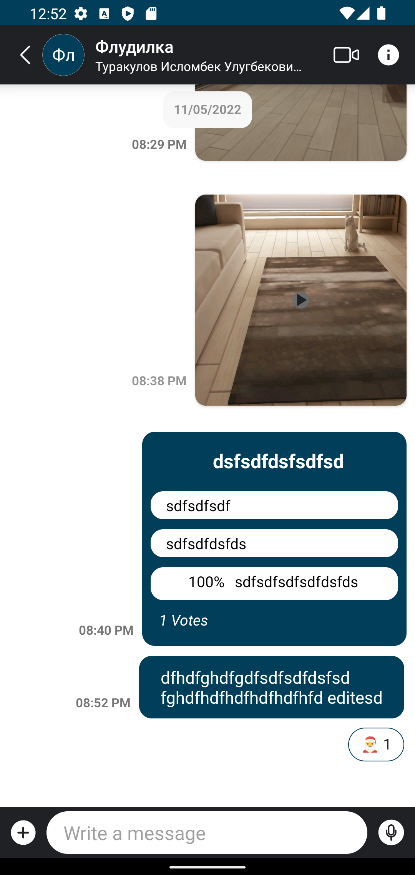 12:52
Фл
Флудилка
Туракулов Исломбек Улугбекови...
11/05/2022
08:29 PM
08:38 PM
dsfsdfdsfsdfsd
sdfsdfsdf
sdfsdfdsfds
100% sdfsdfsdfsdfdsfds
1 Votes
08:40 PM
dfhdfghdfgdfsdfsdfdsfsd
fghdfhdfhdfhdfhdfhfd editesd
08:52 PM
1
Write a message